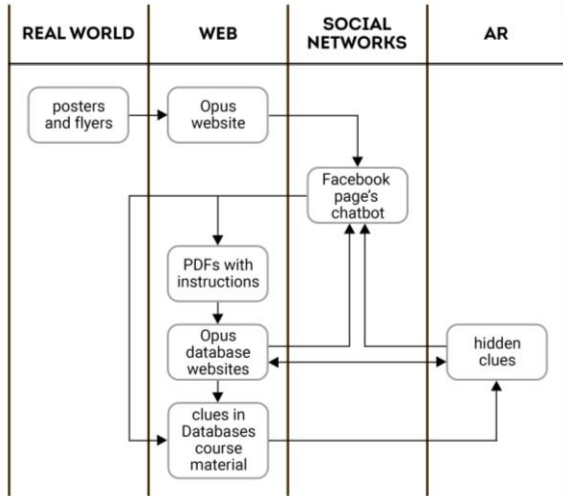 REAL WORLD
WEB
SOCIAL
NETWORKS
AR
posters
and flyers
Opus
website
Facebook
page's
chatbot
PDFs with
instructions
Opus
database
websites
hidden
clues
clues in
Databases
course
material